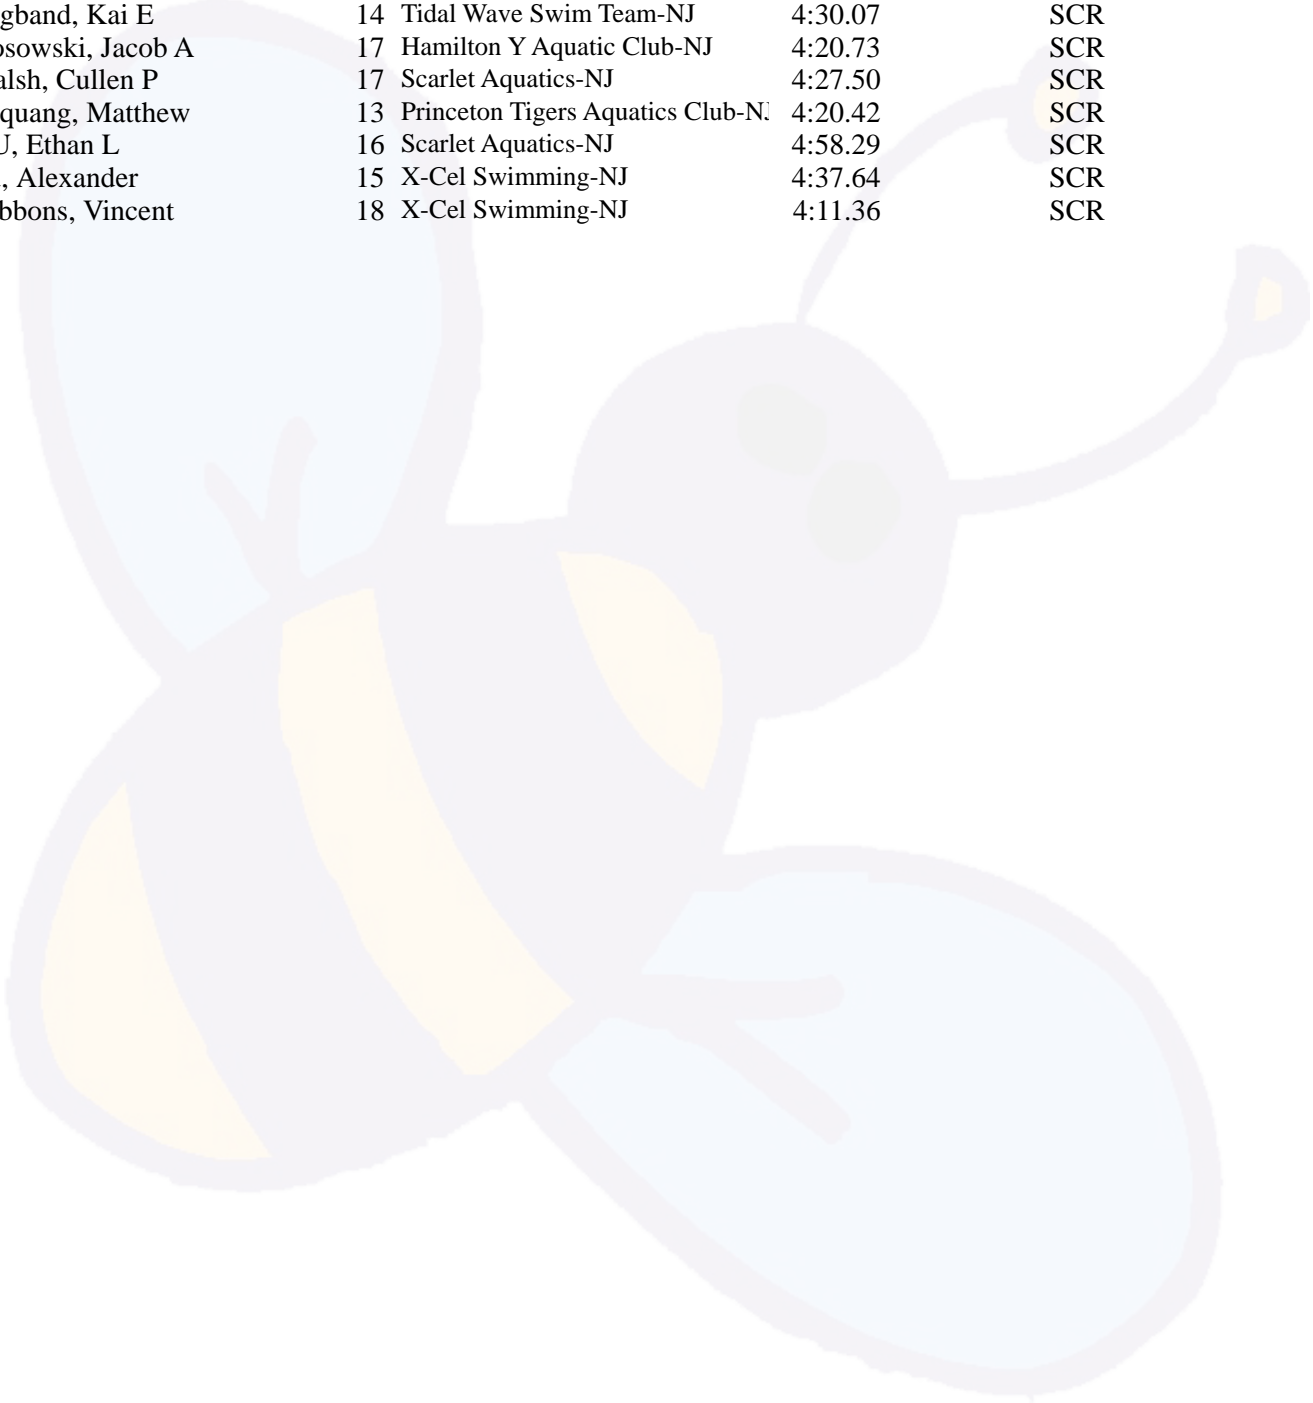 gband, Kai E 14 Tidal Wave Swim Team-NJ 4:30.07 SCR
osowski, Jacob A 17 Hamilton Y Aquatic Club-NJ 4:20.73 SCR
alsh, Cullen P 17 Scarlet Aquatics-NJ 4:27.50 SCR
quang, Matthew 13 Princeton Tigers Aquatics Club-NJ 4:20.42 SCR
U, Ethan L 16 Scarlet Aquatics-NJ 4:58.29 SCR
, Alexander 15 X-Cel Swimming-NJ 4:37.64 SCR
bbons, Vincent 18 X-Cel Swimming-NJ 4:11.36 SCR